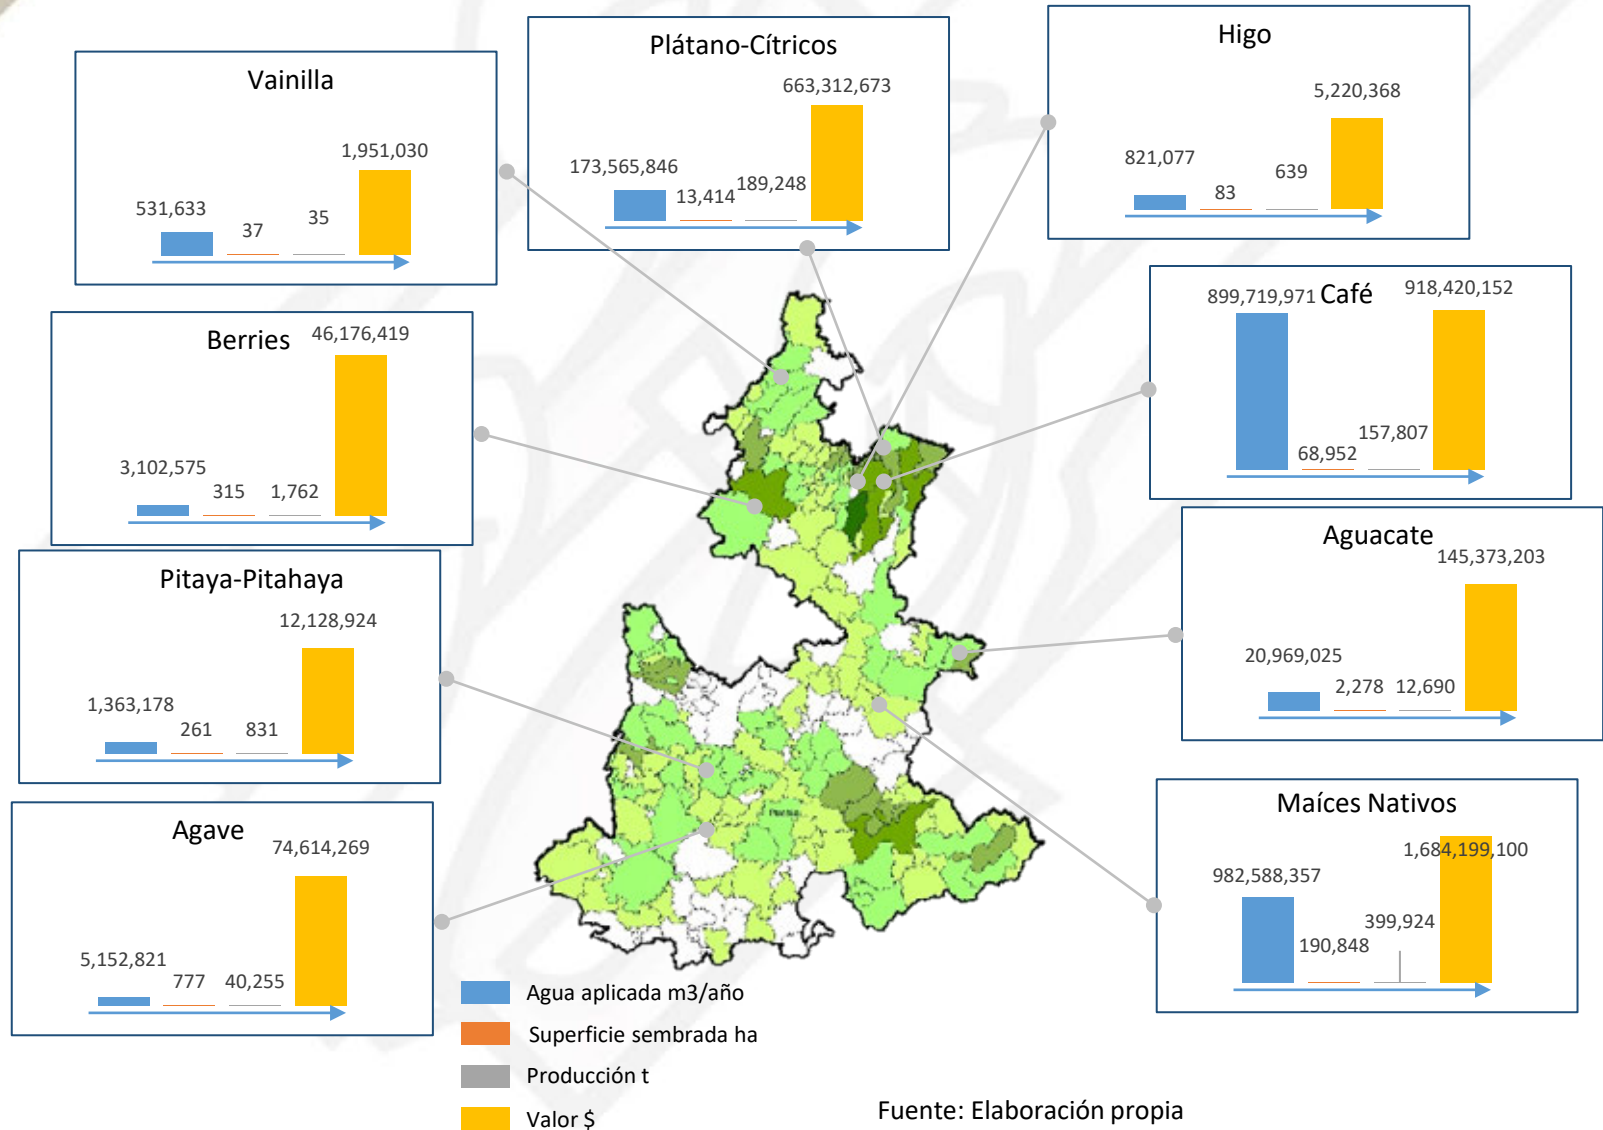 Vainilla
531,633
37
35
1,951,030
Plátano-Cítricos
173,565,846
13,414
189,248
663,312,673
Higo
821,077
83
639
5,220,368
Berries
3,102,575
315
1,762
46,176,419
Café
899,719,971
68,952
157,807
918,420,152
Pitaya-Pitahaya
1,363,178
261
831
12,128,924
Aguacate
20,969,025
2,278
12,690
145,373,203
Agave
5,152,821
777
40,255
74,614,269
Maíces Nativos
982,588,357
190,848
399,924
1,684,199,100
Agua aplicada m3/año
Superficie sembrada ha
Producción t
Valor $
Fuente: Elaboración propia